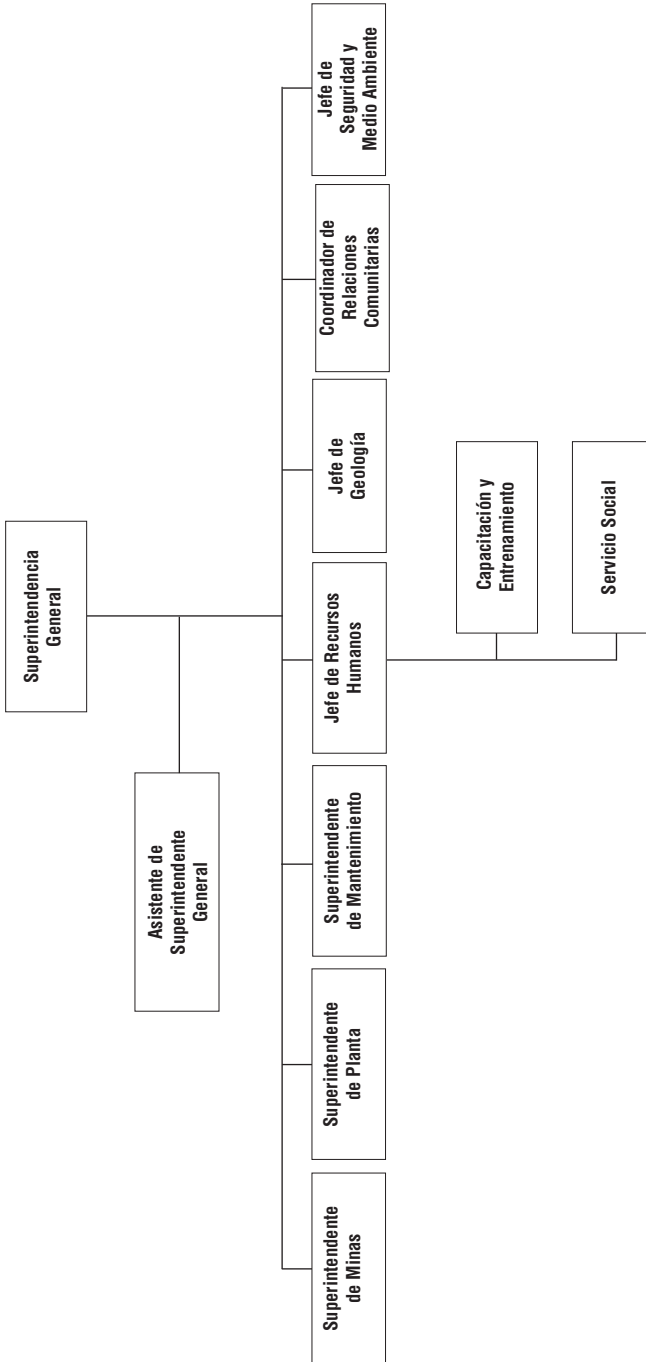 Superintendencia
General
Asistente de
Superintendente
General
Superintendente
de Minas
Superintendente
de Planta
Superintendente
de Mantenimiento
Jefe de Recursos
Humanos
Jefe de
Geología
Coordinador de
Relaciones
Comunitarias
Jefe de
Seguridad y
Medio Ambiente
Capacitación y
Entrenamiento
Servicio Social